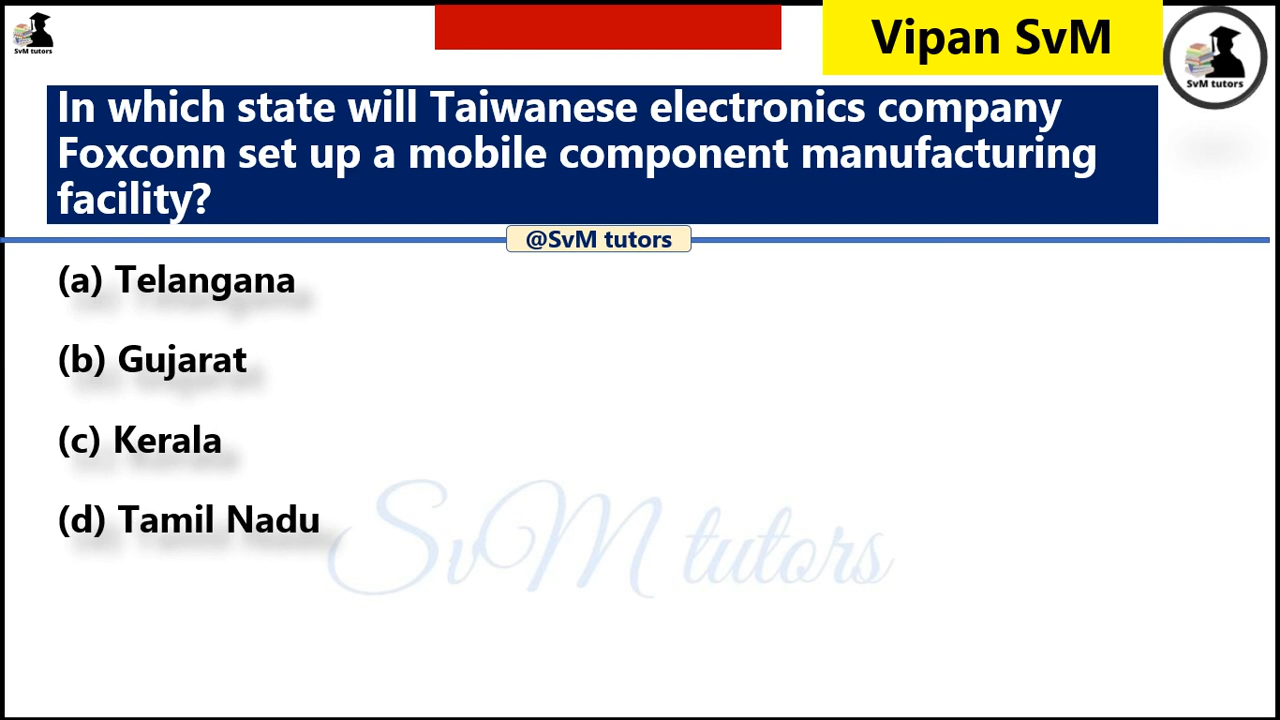 SvM tutors
Vipan SvM
SvM tutors
In which state will Taiwanese electronics company
Foxconn set up a mobile component manufacturing
facility?
@SvM tutors
(a) Telangana
(b) Gujarat
(c) Kerala
(d) Tamil Nadu
SvM tutors